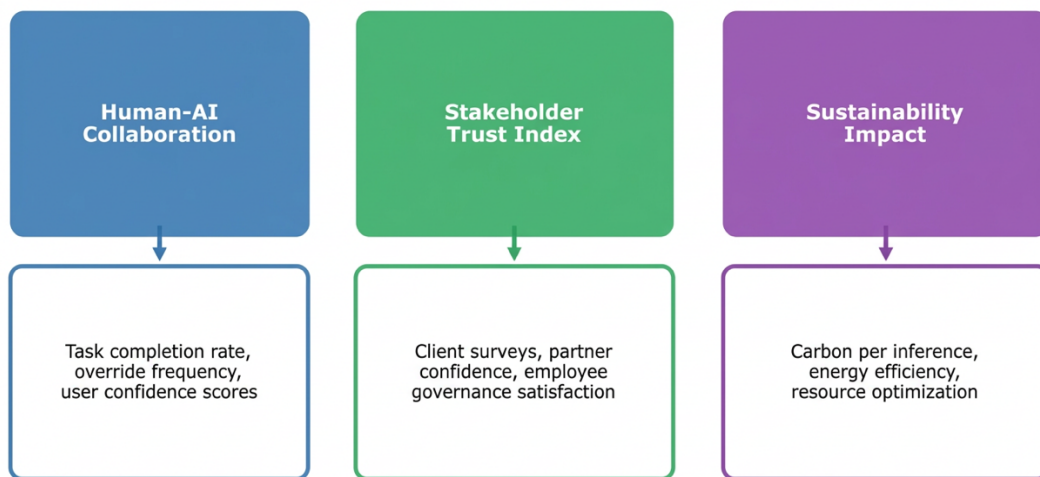 Human-AI
Collaboration
Stakeholder
Trust Index
Sustainability
Impact
Task completion rate,
override frequency,
user confidence scores
Client surveys, partner
confidence, employee
governance satisfaction
Carbon per inference,
energy efficiency,
resource optimization